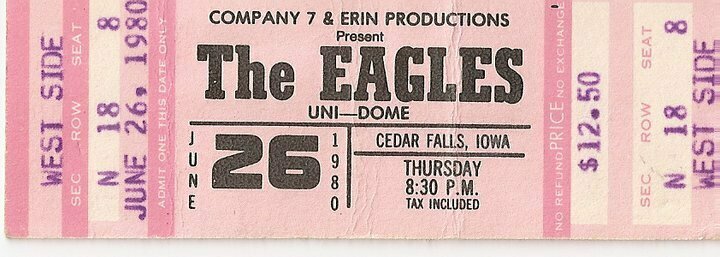 WEST SIDE
SEC ROW SEAT
N 18 8
JUNE 26, 1980
ADMIT ONE THIS DATE ONLY
COMPANY 7 & ERIN PRODUCTIONS
Present
The EAGLES
UNI—DOME
JUNE 26 1980
CEDAR FALLS, IOWA
THURSDAY
8:30 P.M.
TAX INCLUDED
NO REFUND PRICE NO EXCHANGE
$12.50
SEC. ROW SEAT
N 18 8
WEST SIDE